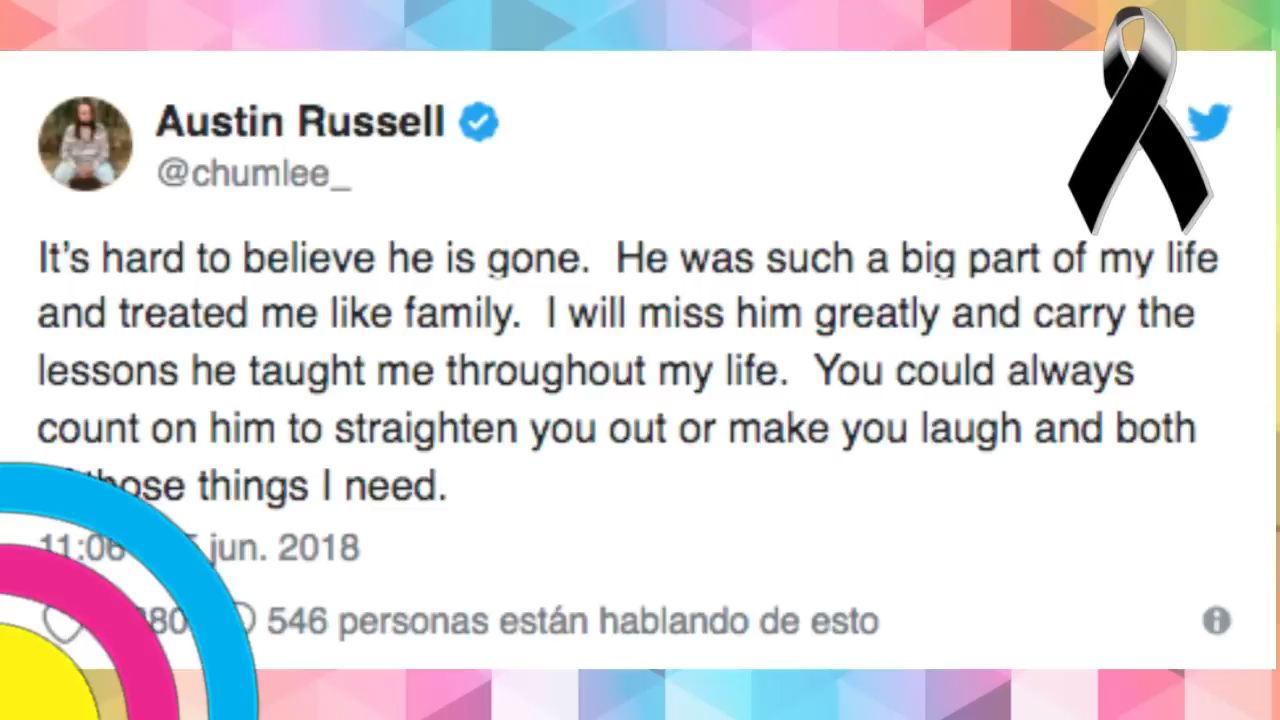 Austin Russell
@chumlee_
It's hard to believe he is gone. He was such a big part of my life
and treated me like family. I will miss him greatly and carry the
lessons he taught me throughout my life. You could always
count on him to straighten you out or make you laugh and both
those things I need.
jun. 2018
546 personas están hablando de esto